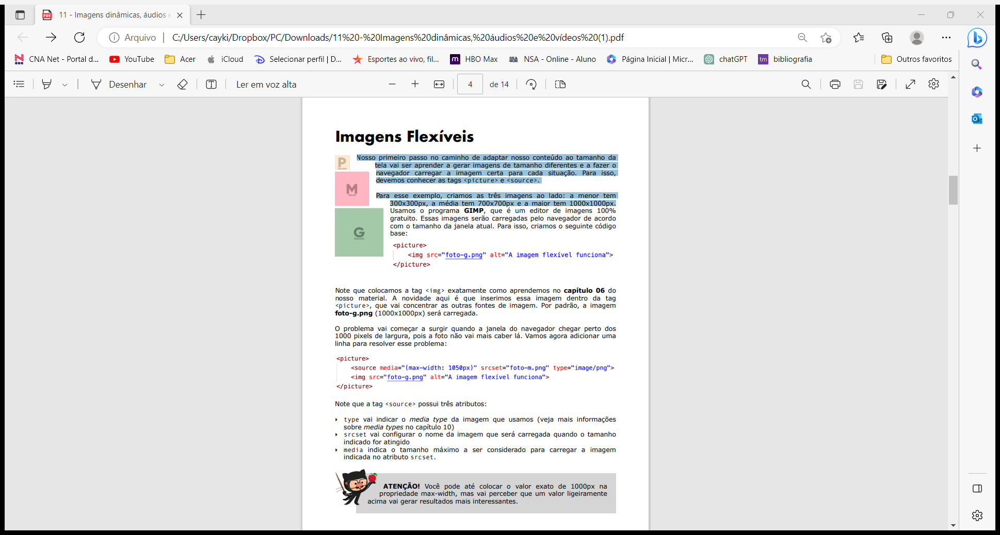 11 - Imagens dinâmicas, áudios e
Arquivo
C:/Users/cayki/Dropbox/PC/Downloads/11%20-%20Imagens%20dinâmicas,%20áudios%20e%20vídeos%20(1).pdf
CNA Net - Portal d... YouTube Acer iCloud Selecionar perfil | D... Esportes ao vivo, fil... HBO Max NSA - Online - Aluno Página Inicial | Micr... chatGPT bibliografia Outros favoritos
Desenhar Ler em voz alta 4 de 14
Imagens Flexíveis
P
M
G
Nosso primeiro passo no caminho de adaptar nosso conteúdo ao tamanho da
tela vai ser aprender a gerar imagens de tamanho diferentes e a fazer o
navegador carregar a imagem certa para cada situação. Para isso,
devemos conhecer as tags <picture> e <source>.
Para esse exemplo, criamos as três imagens ao lado: a menor tem
300x300px, a média tem 700x700px e a maior tem 1000x1000px.
Usamos o programa GIMP, que é um editor de imagens 100%
gratuito. Essas imagens serão carregadas pelo navegador de acordo
com o tamanho da janela atual. Para isso, criamos o seguinte código
base:
<picture>
<img src="foto-g.png" alt="A imagem flexível funciona">
</picture>
Note que colocamos a tag <img> exatamente como aprendemos no capítulo 06 do
nosso material. A novidade aqui é que inserimos essa imagem dentro da tag
<picture>, que vai concentrar as outras fontes de imagem. Por padrão, a imagem
foto-g.png (1000x1000px) será carregada.
O problema vai começar a surgir quando a janela do navegador chegar perto dos
1000 pixels de largura, pois a foto não vai mais caber lá. Vamos agora adicionar uma
linha para resolver esse problema:
<picture>
<source media="(max-width: 1050px)" srcset="foto-m.png" type="image/png">
<img src="foto-g.png" alt="A imagem flexível funciona">
</picture>
Note que a tag <source> possui três atributos:
‣ type vai indicar o media type da imagem que usamos (veja mais informações
sobre media types no capítulo 10)
‣ srcset vai configurar o nome da imagem que será carregada quando o tamanho
indicado for atingido
‣ media indica o tamanho máximo a ser considerado para carregar a imagem
indicada no atributo srcset.
ATENÇÃO! Você pode até colocar o valor exato de 1000px na
propriedade max-width, mas vai perceber que um valor ligeiramente
acima vai gerar resultados mais interessantes.